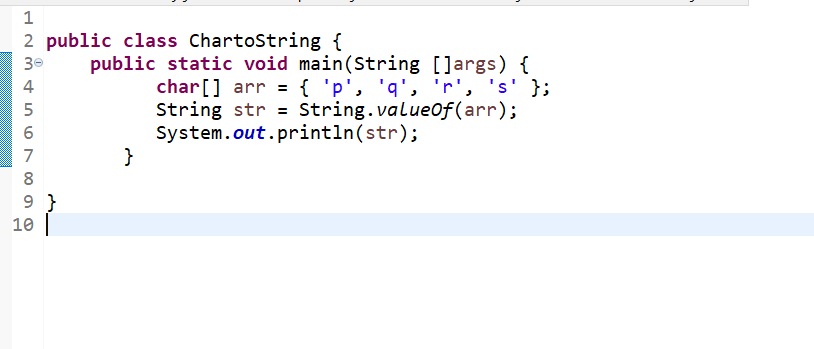 1
2 public class ChartoString {
3 public static void main(String []args) {
4 char[] arr = { 'p', 'q', 'r', 's' };
5 String str = String.valueOf(arr);
6 System.out.println(str);
7 }
8
9 }
10